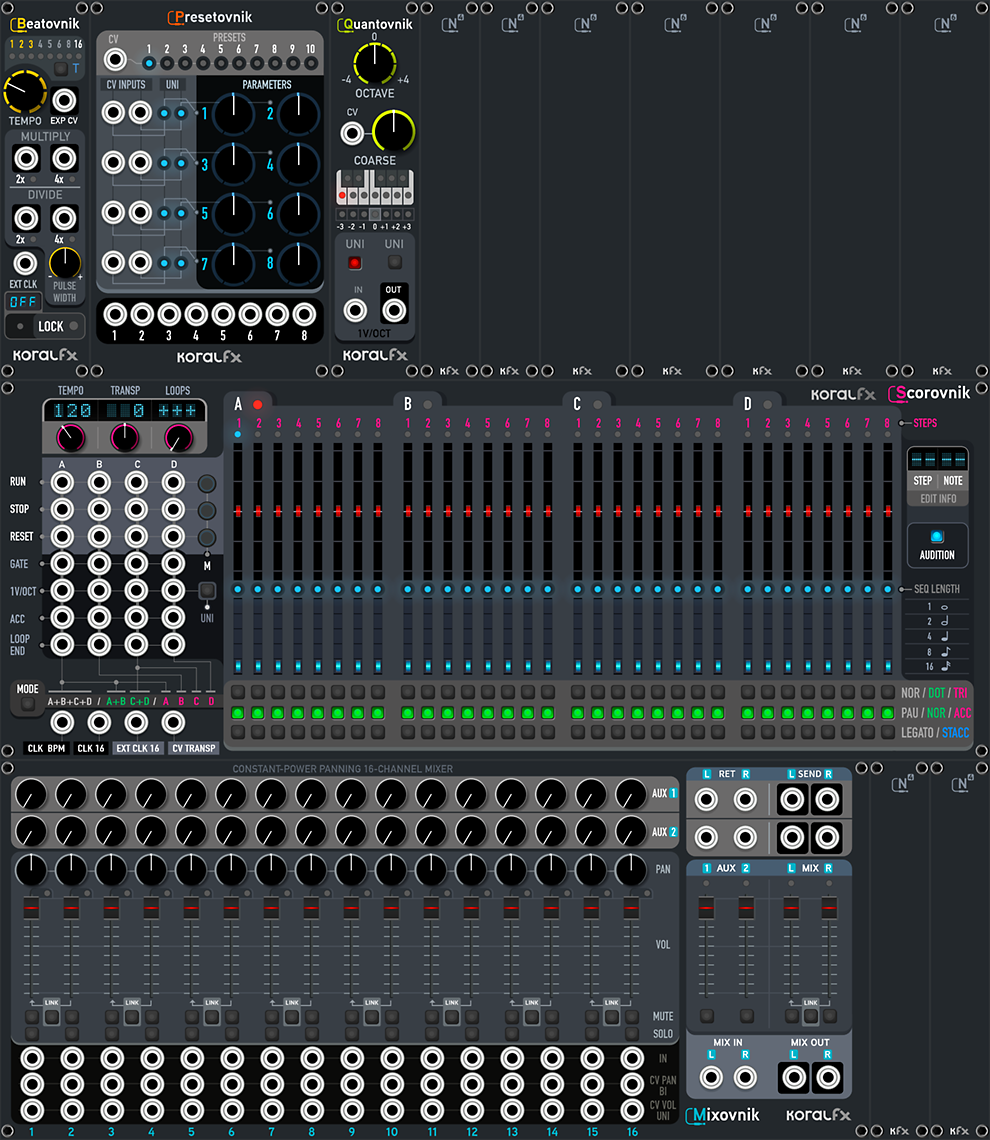 Beatovnik
1 2 3 4 5 6 8 16
T
TEMPO
EXP CV
MULTIPLY
2x 4x
DIVIDE
2x 4x
EXT CLK
- +
PULSE
WIDTH
OFF
LOCK
KORALFX
Presetovnik
CV
PRESETS
1 2 3 4 5 6 7 8 9 10
CV INPUTS UNI PARAMETERS
1 2
3 4
5 6
7 8
1 2 3 4 5 6 7 8
KORALFX
Quantovnik
0
-4 +4
OCTAVE
CV
COARSE
-3 -2 -1 0 +1 +2 +3
UNI UNI
IN OUT
1V/OCT
KORALFX
N4 N4 N4 N4 N4 N4 N4
KFX KFX KFX KFX KFX KFX KFX
TEMPO TRANSP LOOPS
120 0 +++
KORALFX Scorovnik
A B C D
1 2 3 4 5 6 7 8 1 2 3 4 5 6 7 8 1 2 3 4 5 6 7 8 1 2 3 4 5 6 7 8 STEPS
A B C D
RUN
STOP
RESET
GATE
M
1V/OCT
ACC
UNI
LOOP
END
STEP NOTE
EDIT INFO
AUDITION
SEQ LENGTH
1
2
4
8
16
MODE
A+B+C+D / A+B C+D / A B C D
CLK BPM CLK 16 EXT CLK 16 CV TRANSP
NOR / DOT / TRI
PAU / NOR / ACC
LEGATO / STACC
CONSTANT-POWER PANNING 16-CHANNEL MIXER
AUX 1
AUX 2
PAN
VOL
LINK LINK LINK LINK LINK LINK LINK LINK
MUTE
SOLO
IN
CV PAN
BI
CV VOL
UNI
1 2 3 4 5 6 7 8 9 10 11 12 13 14 15 16
L RET R L SEND R
1 AUX 2 L MIX R
LINK
MIX IN MIX OUT
L R L R
Mixovnik KORALFX
N4 N4
KFX KFX